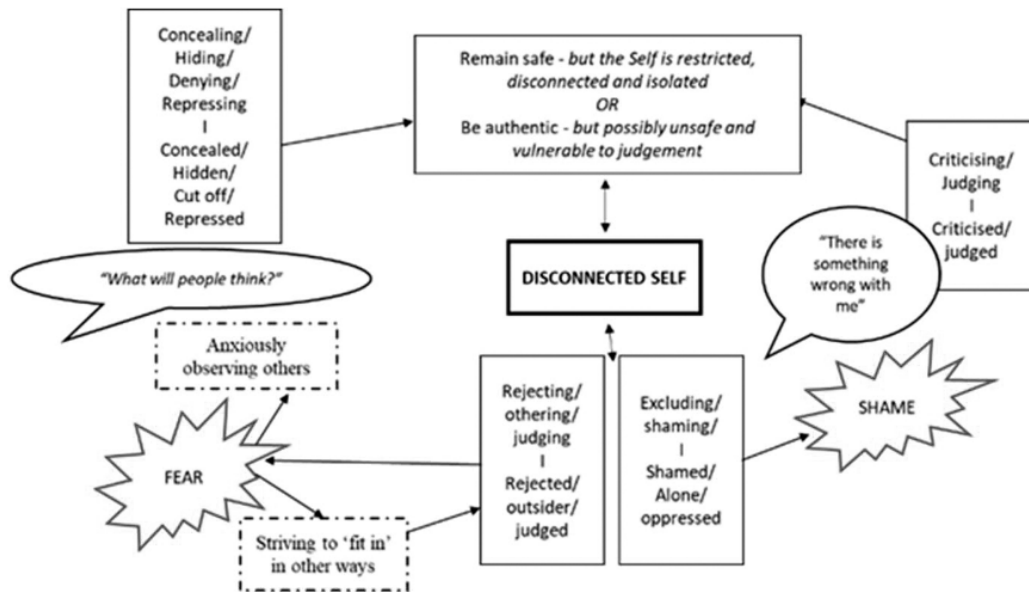 Concealing/
Hiding/
Denying/
Repressing
I
Concealed/
Hidden/
Cut off/
Repressed
Remain safe - but the Self is restricted,
disconnected and isolated
OR
Be authentic - but possibly unsafe and
vulnerable to judgement
Criticising/
Judging
I
Criticised/
judged
"What will people think?"
DISCONNECTED SELF
"There is
something
wrong with
me"
Anxiously
observing others
FEAR
Striving to 'fit in'
in other ways
Rejecting/
othering/
judging
I
Rejected/
outsider/
judged
Excluding/
shaming/
I
Shamed/
Alone/
oppressed
SHAME